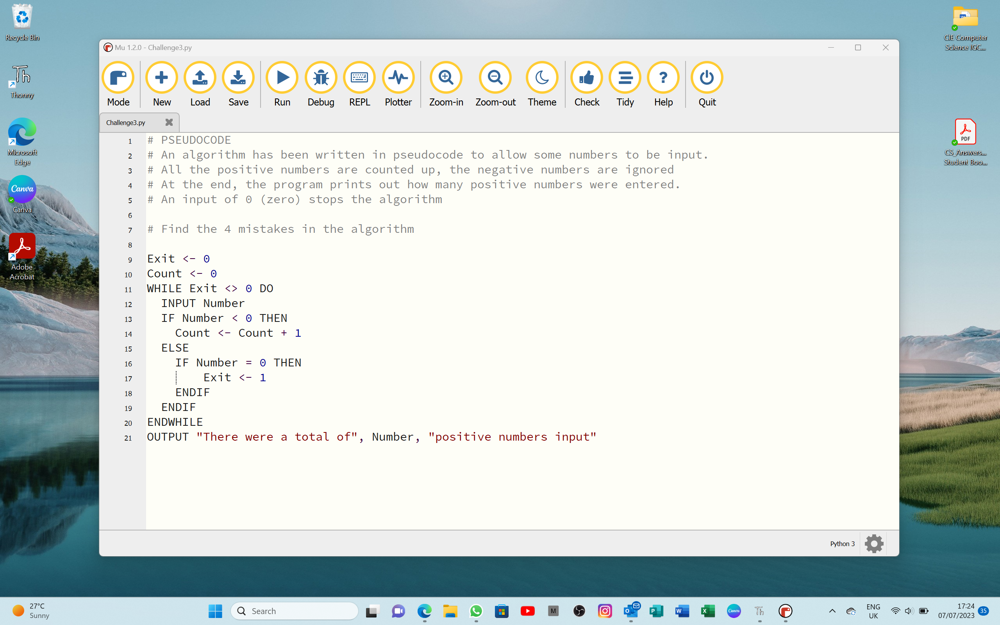 Recycle Bin
Thonny
Microsoft
Edge
Canva
Canva
Adobe
Acrobat
CIE Computer
Science IGC...
PDF
CS_Answers...
Student Boo...
Mu 1.2.0 - Challenge3.py
Mode
New
Load
Save
Run
Debug
REPL
Plotter
Zoom-in
Zoom-out
Theme
Check
Tidy
Help
Quit
Challenge3.py
1 # PSEUDOCODE
2 # An algorithm has been written in pseudocode to allow some numbers to be input.
3 # All the positive numbers are counted up, the negative numbers are ignored
4 # At the end, the program prints out how many positive numbers were entered.
5 # An input of 0 (zero) stops the algorithm
6
7 # Find the 4 mistakes in the algorithm
8
9 Exit <- 0
10 Count <- 0
11 WHILE Exit <> 0 DO
12   INPUT Number
13   IF Number < 0 THEN
14     Count <- Count + 1
15   ELSE
16     IF Number = 0 THEN
17         Exit <- 1
18     ENDIF
19   ENDIF
20 ENDWHILE
21 OUTPUT "There were a total of", Number, "positive numbers input"
Python 3
27°C
Sunny
Search
M
Canva
Th
ENG
UK
17:24
07/07/2023
35